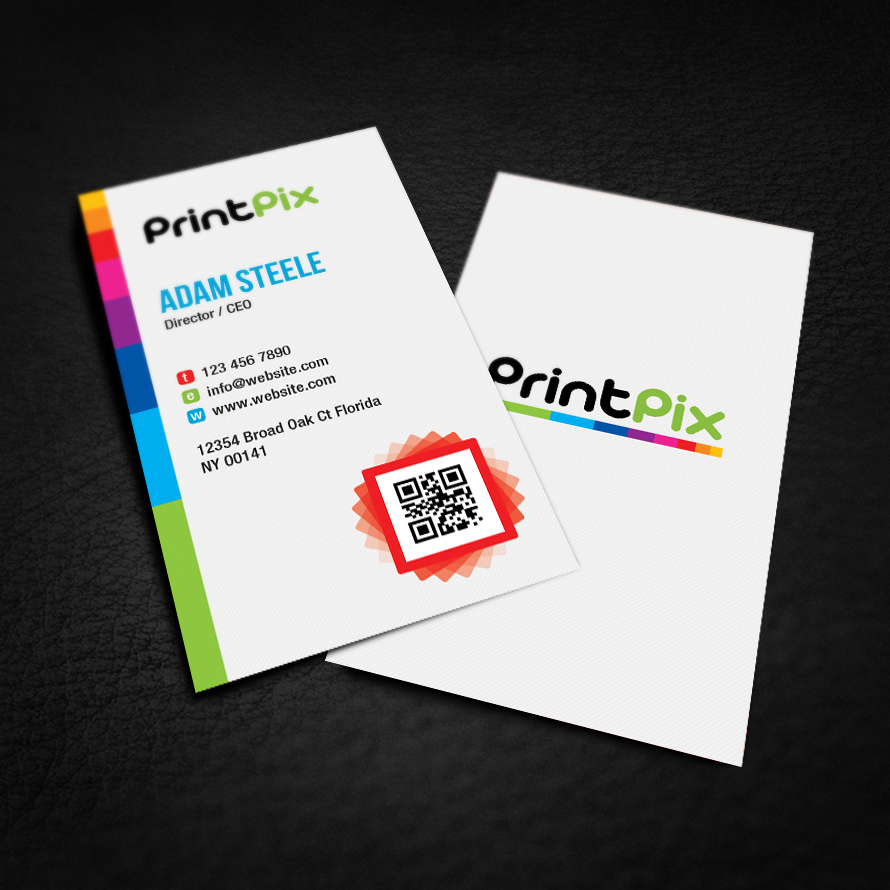 PrintPix
ADAM STEELE
Director / CEO
t 123 456 7890
e info@website.com
w www.website.com
12354 Broad Oak Ct Florida
NY 00141
PrintPix